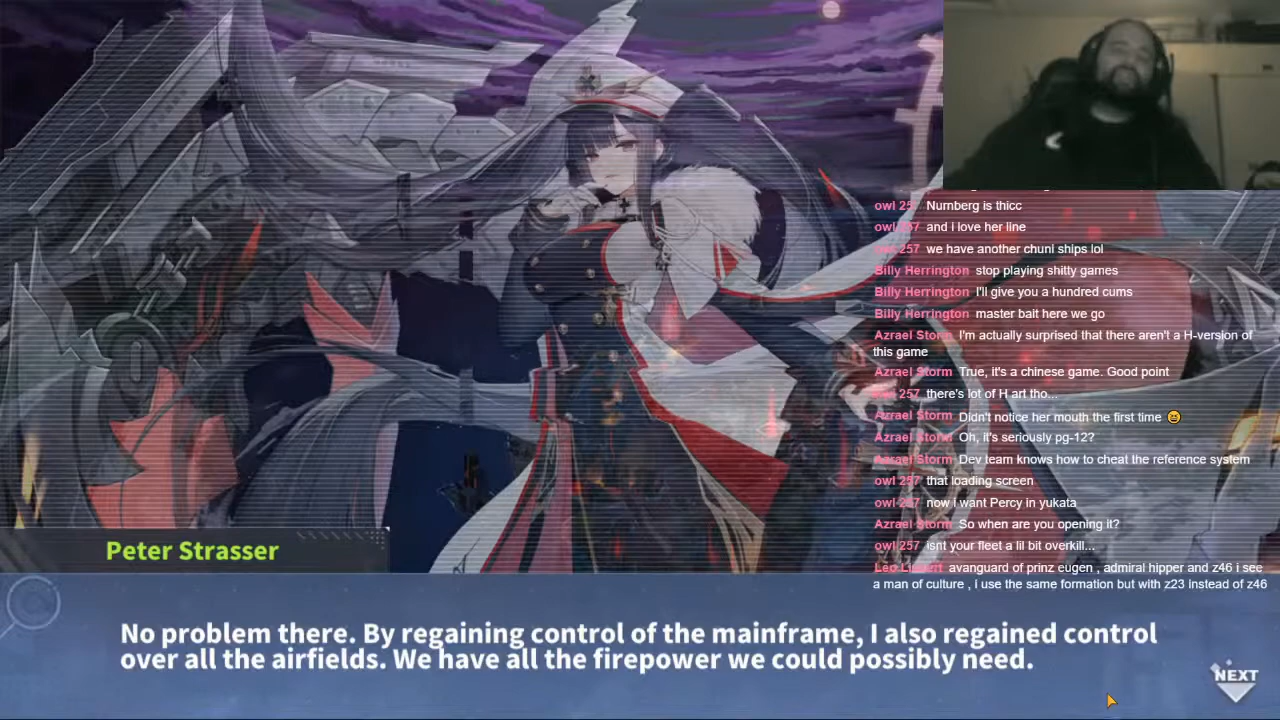 owl 257 Nurnberg is thicc
owl 257 and i love her line
owl 257 we have another chuni ships lol
Billy Herrington stop playing shitty games
Billy Herrington I'll give you a hundred cums
Billy Herrington master bait here we go
Azrael Storm I'm actually surprised that there aren't a H-version of
this game
Azrael Storm True, it's a chinese game. Good point
owl 257 there's lot of H art tho...
Azrael Storm Didn't notice her mouth the first time
Azrael Storm Oh, it's seriously pg-12?
Azrael Storm Dev team knows how to cheat the reference system
owl 257 that loading screen
owl 257 now i want Percy in yukata
Azrael Storm So when are you opening it?
owl 257 isnt your fleet a lil bit overkill...
Leo avanguard of prinz eugen , admiral hipper and z46 i see
a man of culture , i use the same formation but with z23 instead of z46
Peter Strasser
No problem there. By regaining control of the mainframe, I also regained control
over all the airfields. We have all the firepower we could possibly need.
NEXT